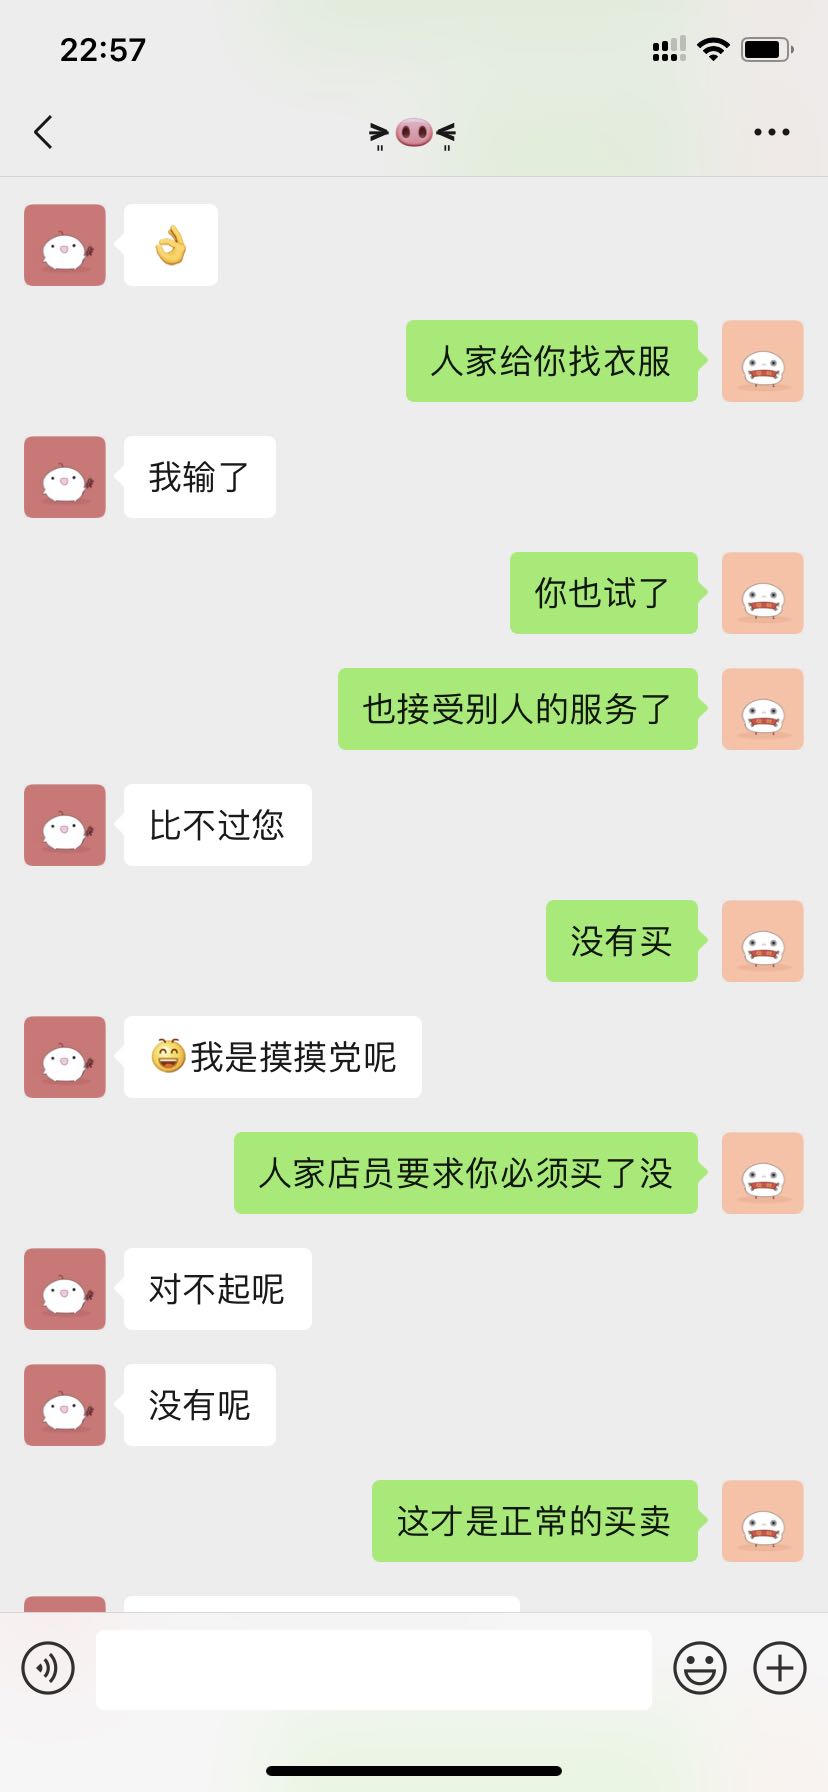 22:57
⋗🐽⋖
👌
人家给你找衣服
我输了
你也试了
也接受别人的服务了
比不过您
没有买
😄我是摸摸党呢
人家店员要求你必须买了没
对不起呢
没有呢
这才是正常的买卖